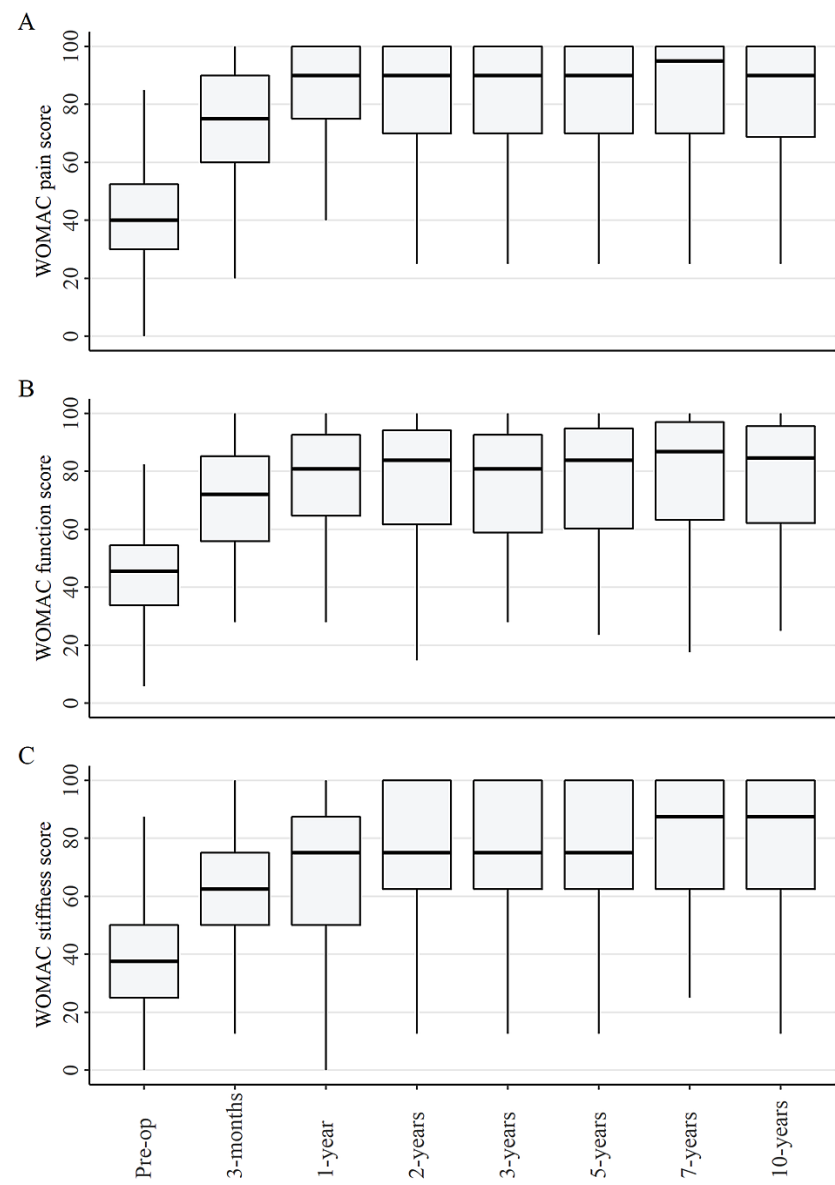 A
WOMAC pain score
100
80
60
40
20
0
B
WOMAC function score
100
80
60
40
20
0
C
WOMAC stiffness score
100
80
60
40
20
0
Pre-op
3-months
1-year
2-years
3-years
5-years
7-years
10-years